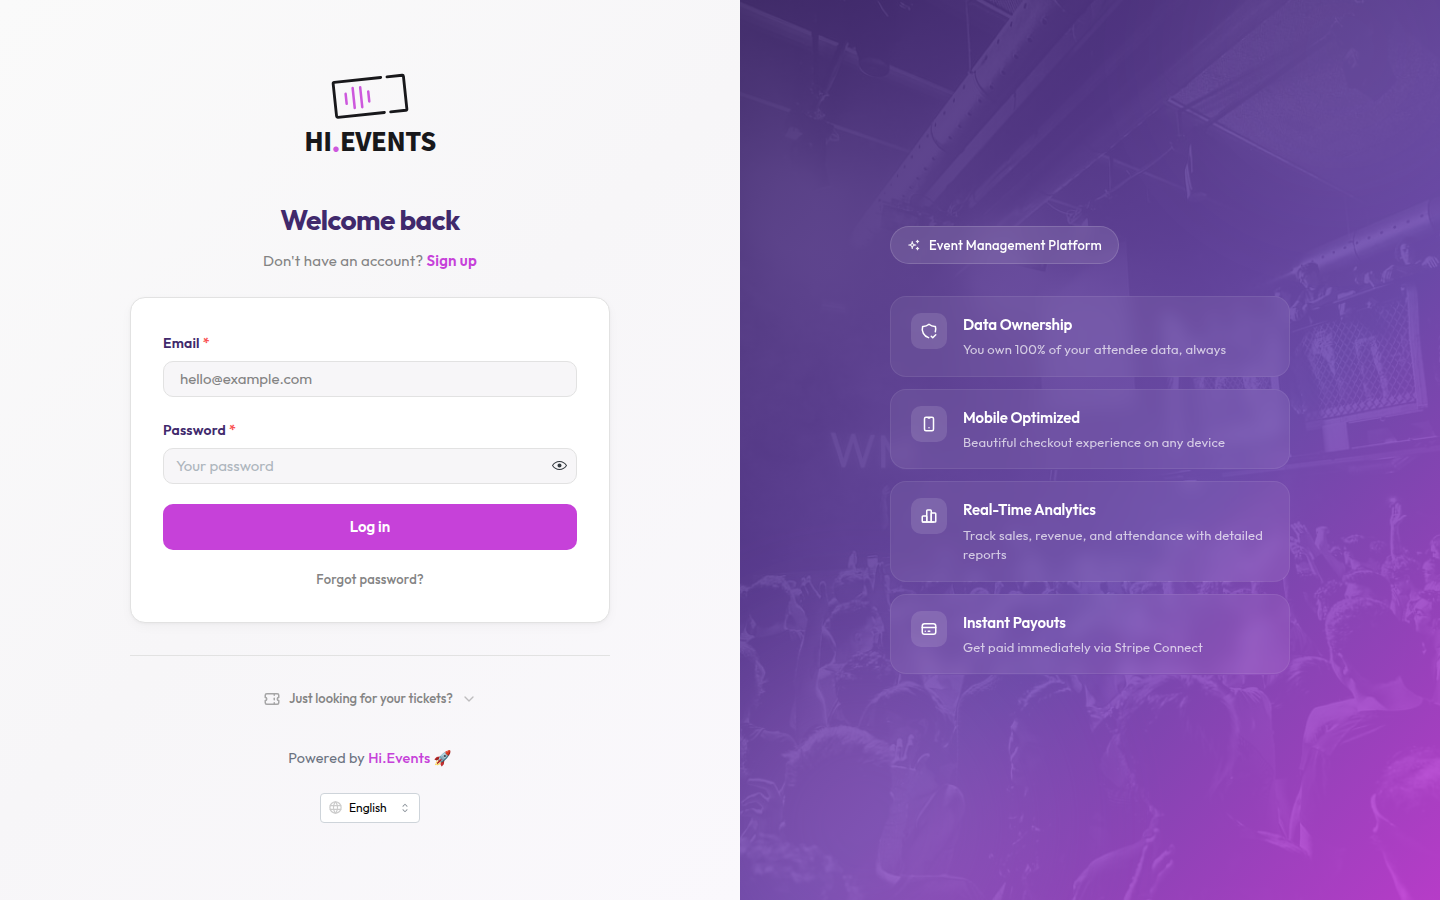 HI.EVENTS
Welcome back
Don't have an account? Sign up
Email *
hello@example.com
Password *
Your password
Log in
Forgot password?
Just looking for your tickets?
Powered by Hi.Events 🚀
English
Event Management Platform
Data Ownership
You own 100% of your attendee data, always
Mobile Optimized
Beautiful checkout experience on any device
Real-Time Analytics
Track sales, revenue, and attendance with detailed
reports
Instant Payouts
Get paid immediately via Stripe Connect